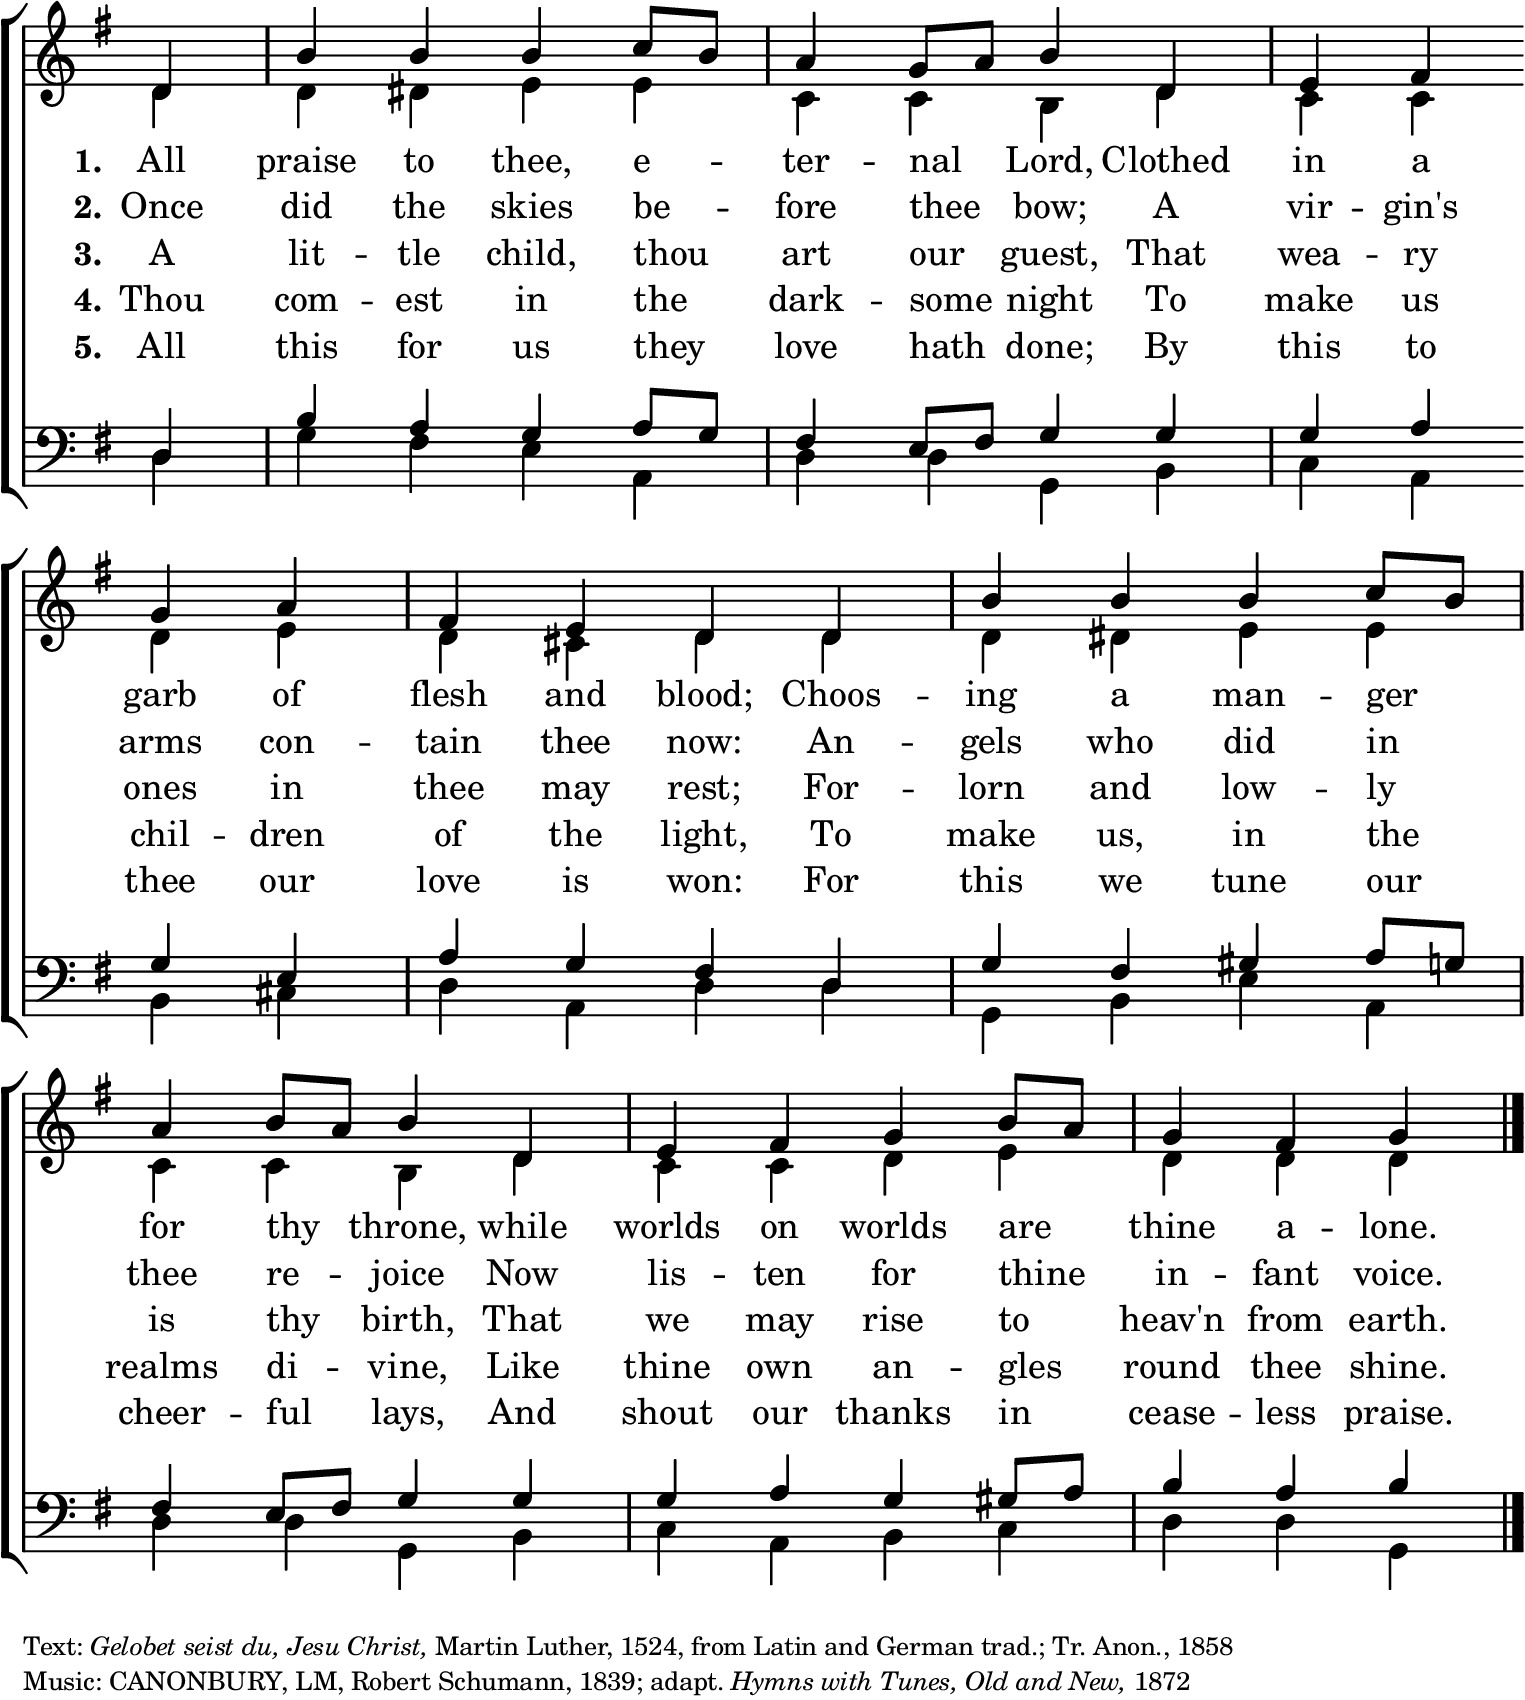 1. All praise to thee, e - ter - nal Lord, Clothed in a
2. Once did the skies be - fore thee bow; A vir - gin's
3. A lit - tle child, thou art our guest, That wea - ry
4. Thou com - est in the dark - some night To make us
5. All this for us they love hath done; By this to
garb of flesh and blood; Choos - ing a man - ger
arms con - tain thee now: An - gels who did in
ones in thee may rest; For - lorn and low - ly
chil - dren of the light, To make us, in the
thee our love is won: For this we tune our
for thy throne, while worlds on worlds are thine a - lone.
thee re - joice Now lis - ten for thine in - fant voice.
is thy birth, That we may rise to heav'n from earth.
realms di - vine, Like thine own an - gles round thee shine.
cheer - ful lays, And shout our thanks in cease - less praise.
Text: Gelobet seist du, Jesu Christ, Martin Luther, 1524, from Latin and German trad.; Tr. Anon., 1858
Music: CANONBURY, LM, Robert Schumann, 1839; adapt. Hymns with Tunes, Old and New, 1872